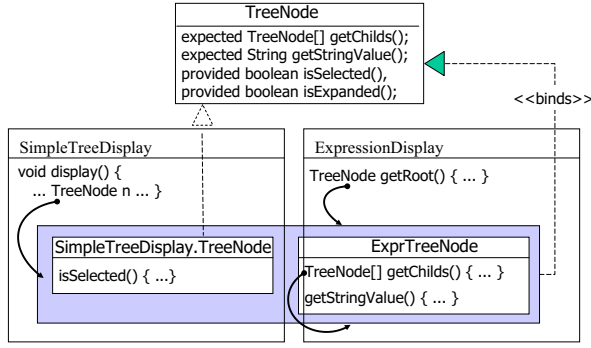 TreeNode
expected TreeNode[] getChilds();
expected String getStringValue();
provided boolean isSelected(),
provided boolean isExpanded();
<<binds>>
SimpleTreeDisplay
void display() {
... TreeNode n ... }
SimpleTreeDisplay.TreeNode
isSelected() { ...}
ExpressionDisplay
TreeNode getRoot() { ... }
ExprTreeNode
TreeNode[] getChilds() { ... }
getStringValue() { ... }